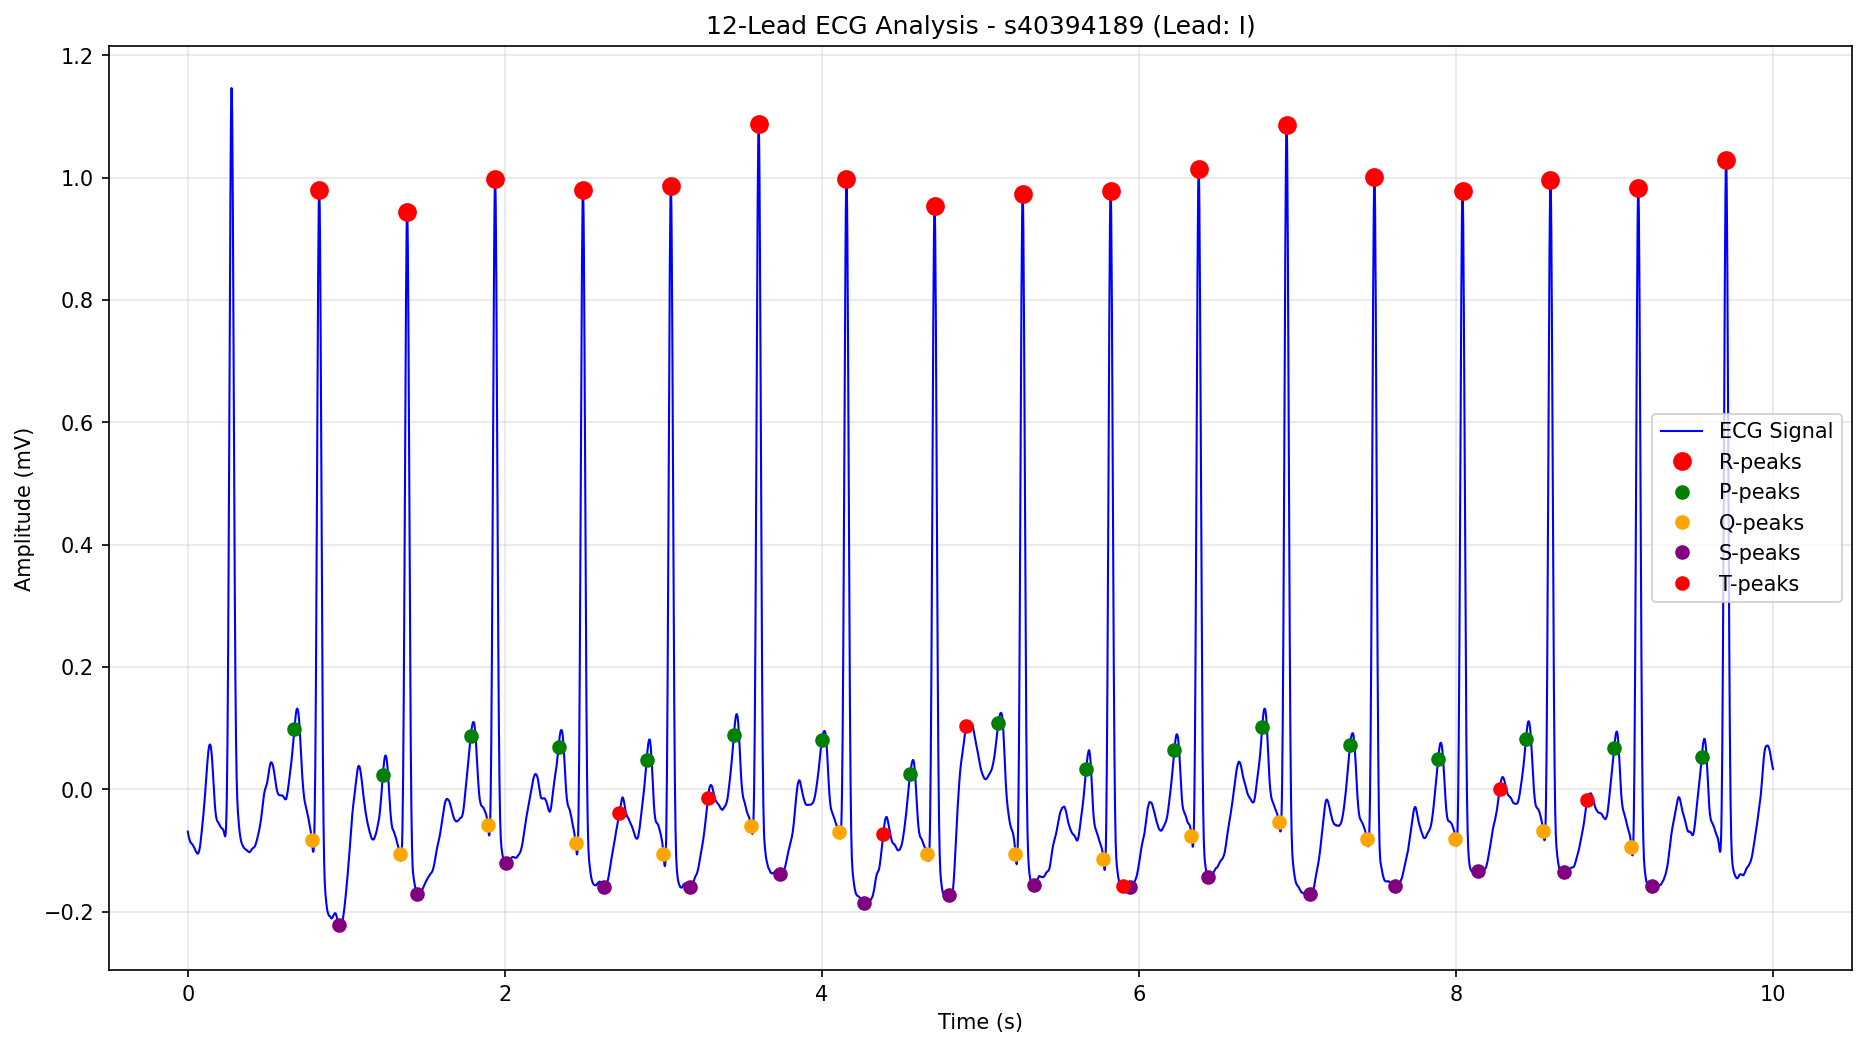 12-Lead ECG Analysis - s40394189 (Lead: I)
1.2
1.0
0.8
0.6
0.4
0.2
0.0
−0.2
Amplitude (mV)
ECG Signal
R-peaks
P-peaks
Q-peaks
S-peaks
T-peaks
0 2 4 6 8 10
Time (s)